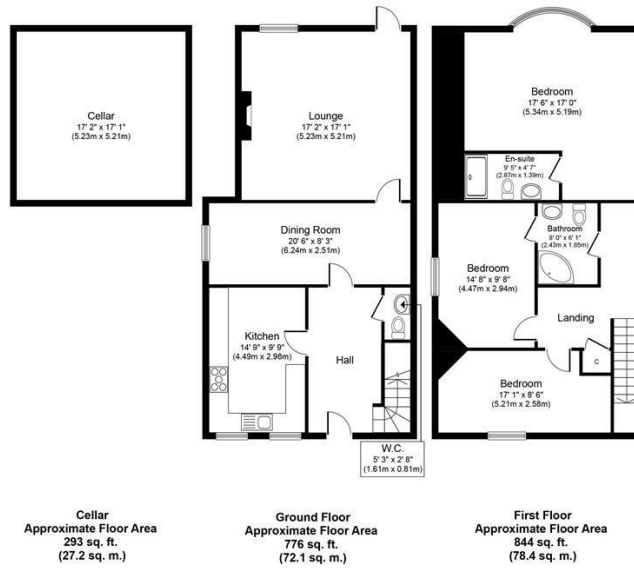 Cellar
17' 2" x 17' 1"
(5.23m x 5.21m)
Lounge
17' 2" x 17' 1"
(5.23m x 5.21m)
Dining Room
20' 6" x 8' 3"
(6.24m x 2.51m)
Kitchen
14' 9" x 9' 9"
(4.49m x 2.98m)
Hall
W.C.
5' 3" x 2' 8"
(1.61m x 0.81m)
Bedroom
17' 6" x 17' 0"
(5.34m x 5.19m)
En-suite
9' 5" x 4' 7"
(2.87m x 1.39m)
Bathroom
8' 0" x 6' 1"
(2.43m x 1.85m)
Bedroom
14' 8" x 9' 8"
(4.47m x 2.94m)
Landing
C
Bedroom
17' 1" x 8' 6"
(5.21m x 2.58m)
Cellar
Approximate Floor Area
293 sq. ft.
(27.2 sq. m.)
Ground Floor
Approximate Floor Area
776 sq. ft.
(72.1 sq. m.)
First Floor
Approximate Floor Area
844 sq. ft.
(78.4 sq. m.)